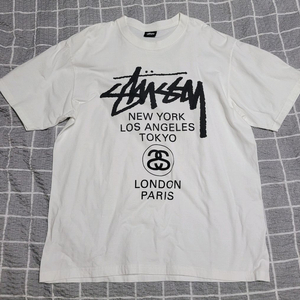 Stüssy
NEW YORK
LOS ANGELES
TOKYO
LONDON
PARIS